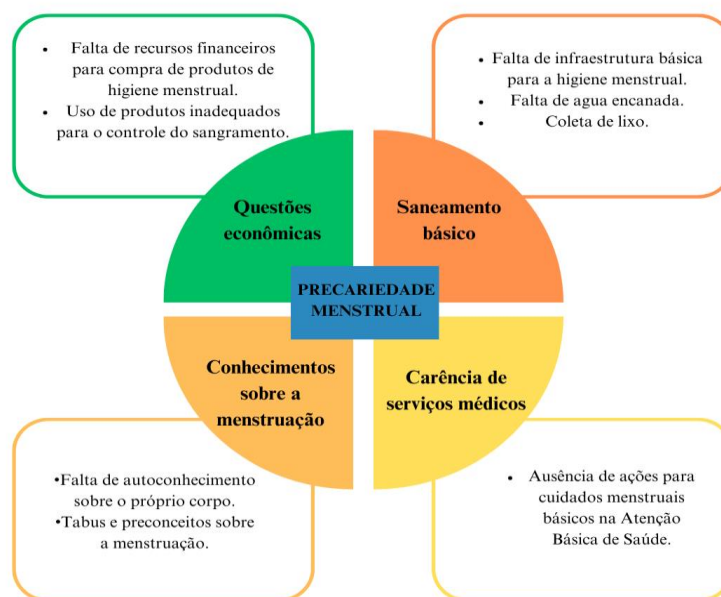 • Falta de recursos financeiros
para compra de produtos de
higiene menstrual.
• Uso de produtos inadequados
para o controle do sangramento.
• Falta de infraestrutura básica
para a higiene menstrual.
• Falta de agua encanada.
• Coleta de lixo.
Questões
econômicas
Saneamento
básico
PRECARIEDADE
MENSTRUAL
Conhecimentos
sobre a
menstruação
Carência de
serviços médicos
•Falta de autoconhecimento
sobre o próprio corpo.
•Tabus e preconceitos sobre
a menstruação.
• Ausência de ações para
cuidados menstruais
básicos na Atenção
Básica de Saúde.